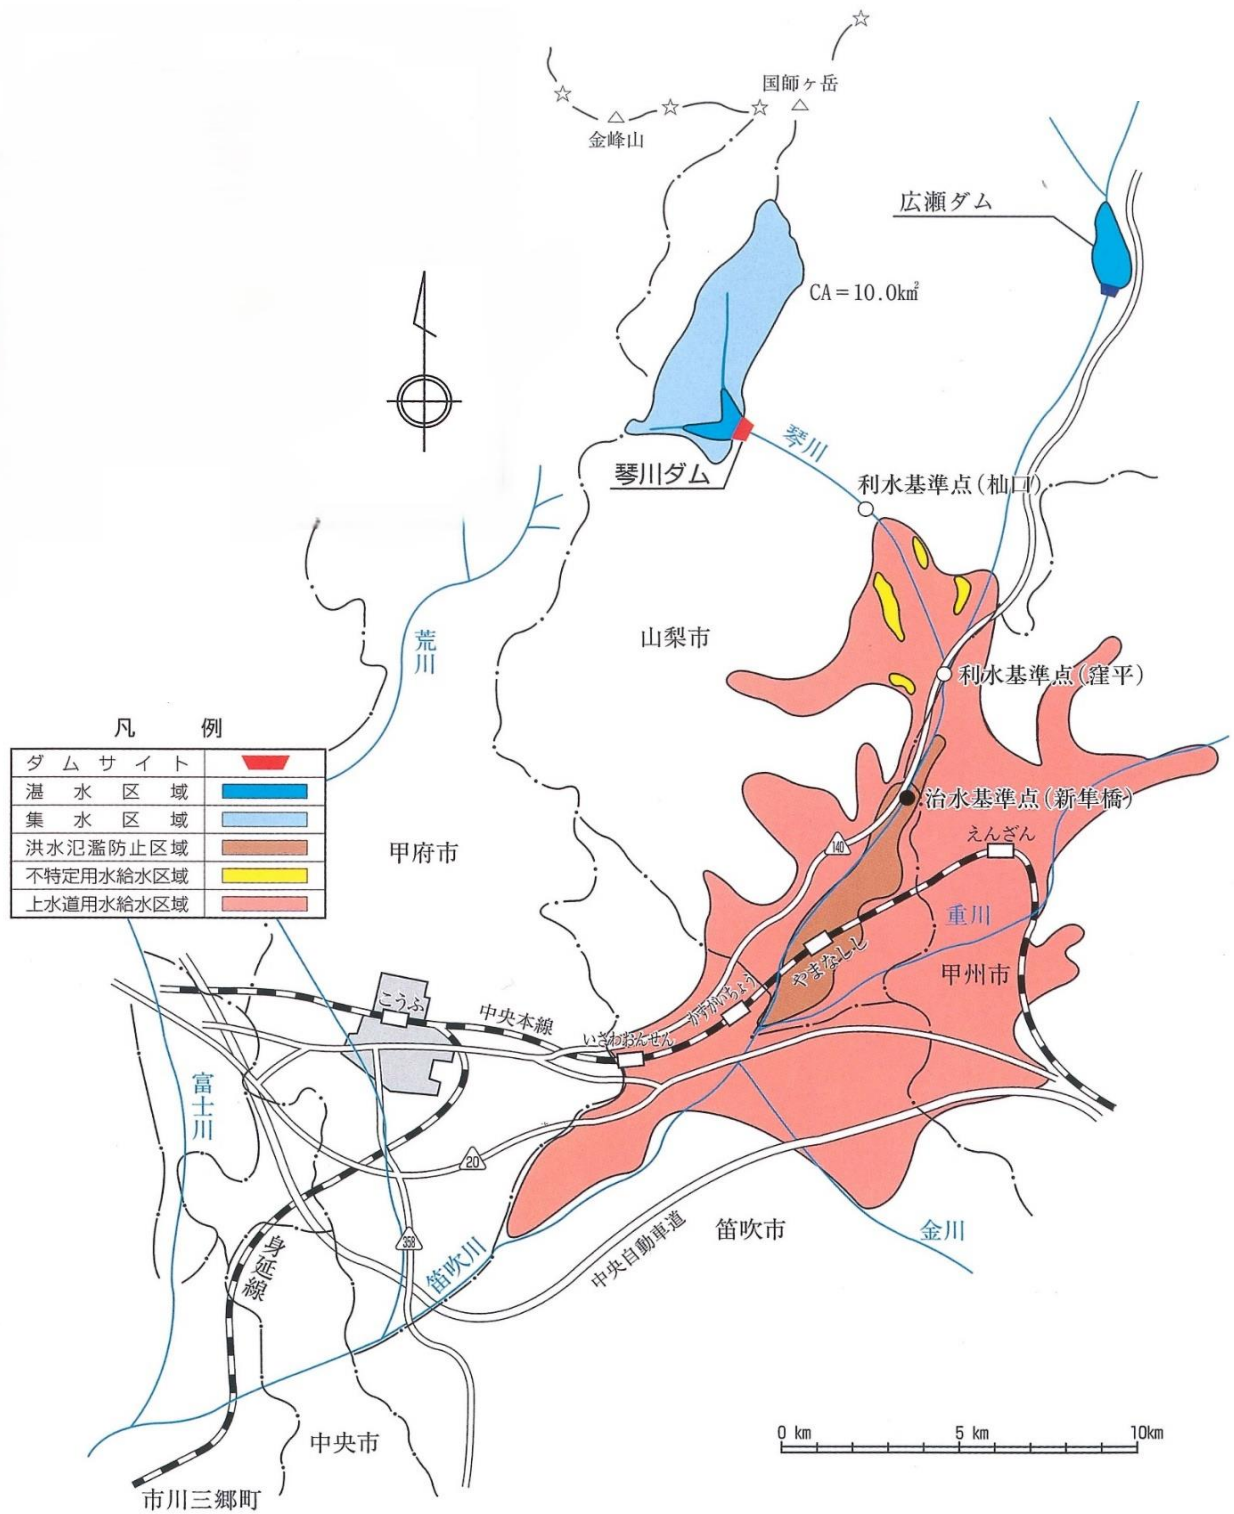 国師ヶ岳
金峰山
広瀬ダム
CA=10.0km²
琴川
琴川ダム
利水基準点(杣口)
荒川
山梨市
利水基準点(窪平)
凡例
ダムサイト
湛水区域
集水区域
洪水氾濫防止区域
不特定用水給水区域
上水道用水給水区域
治水基準点(新隼橋)
えんざん
140
甲府市
重川
やまなしし
甲州市
かすがいちょう
こうふ
中央本線
いさわおんせん
富士川
20
358
身延線
笛吹川
中央自動車道
笛吹市
金川
中央市
市川三郷町
0 km
5 km
10km